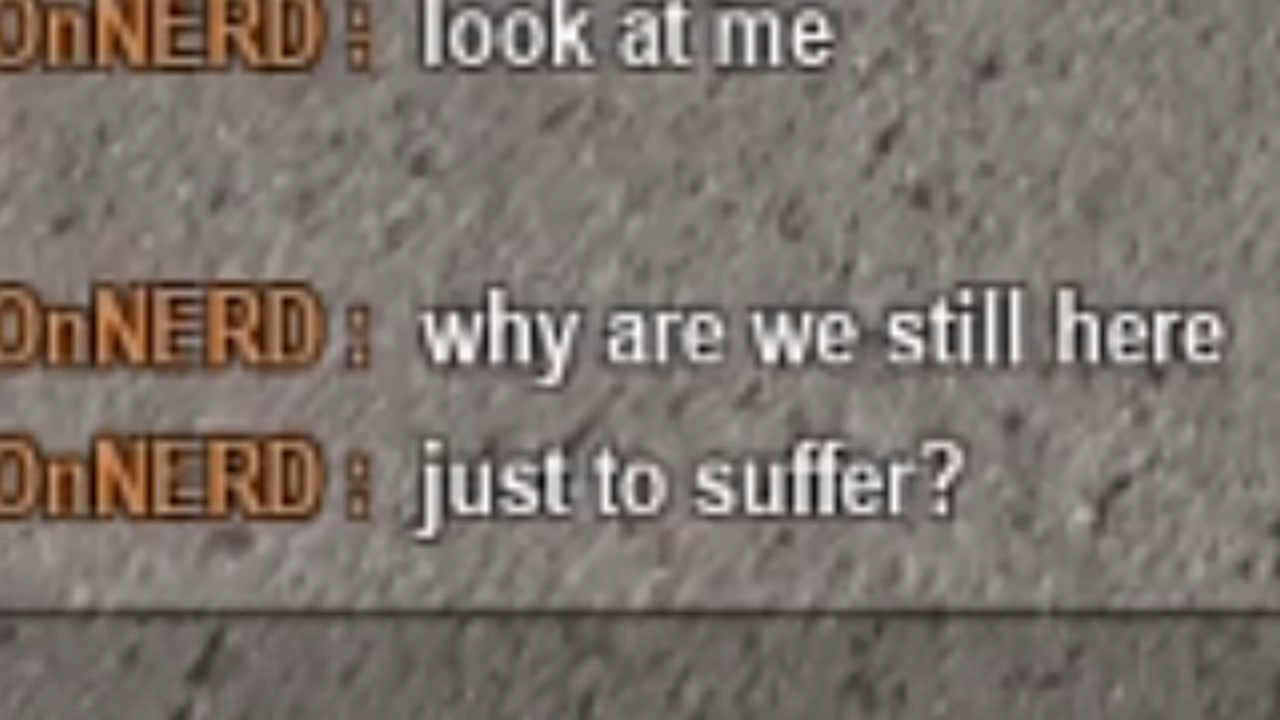 OnNERD : look at me
OnNERD : why are we still here
OnNERD : just to suffer?